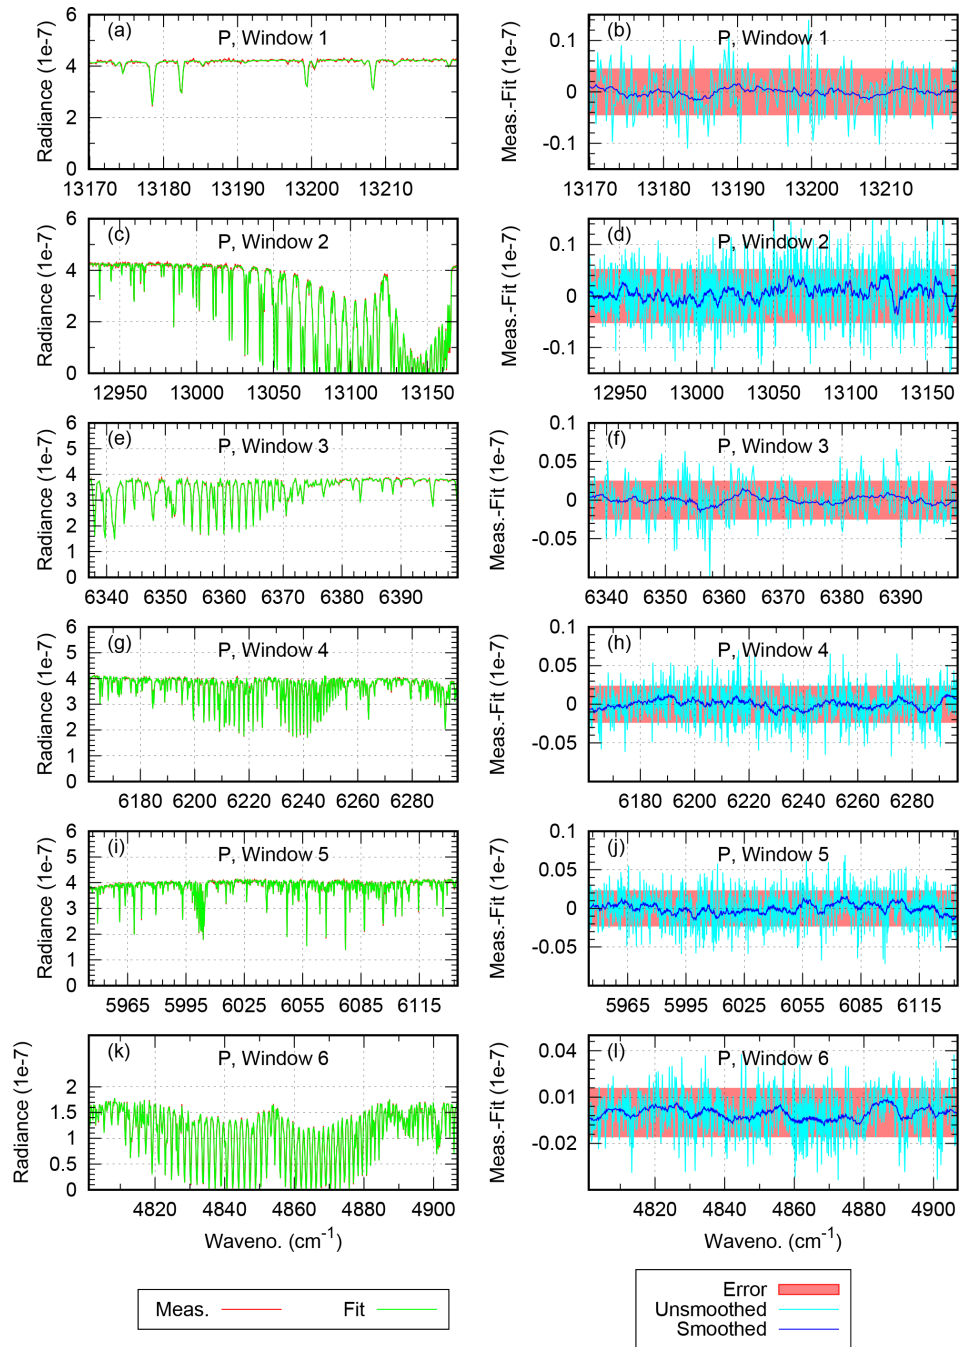 (a)
P, Window 1
Radiance (1e-7)
6
4
2
0
13170 13180 13190 13200 13210
(b)
P, Window 1
Meas.-Fit (1e-7)
0.1
0
-0.1
13170 13180 13190 13200 13210
(c)
P, Window 2
Radiance (1e-7)
6
4
2
0
12950 13000 13050 13100 13150
(d)
P, Window 2
Meas.-Fit (1e-7)
0.1
0
-0.1
12950 13000 13050 13100 13150
(e)
P, Window 3
Radiance (1e-7)
6
5
4
3
2
1
0
6340 6350 6360 6370 6380 6390
(f)
P, Window 3
Meas.-Fit (1e-7)
0.1
0.05
0
-0.05
6340 6350 6360 6370 6380 6390
(g)
P, Window 4
Radiance (1e-7)
6
5
4
3
2
1
0
6180 6200 6220 6240 6260 6280
(h)
P, Window 4
Meas.-Fit (1e-7)
0.1
0.05
0
-0.05
6180 6200 6220 6240 6260 6280
(i)
P, Window 5
Radiance (1e-7)
6
5
4
3
2
1
0
5965 5995 6025 6055 6085 6115
(j)
P, Window 5
Meas.-Fit (1e-7)
0.1
0.05
0
-0.05
5965 5995 6025 6055 6085 6115
(k)
P, Window 6
Radiance (1e-7)
2
1.5
1
0.5
0
4820 4840 4860 4880 4900
Waveno. (cm⁻¹)
(l)
P, Window 6
Meas.-Fit (1e-7)
0.04
0.01
-0.02
4820 4840 4860 4880 4900
Waveno. (cm⁻¹)
Meas. Fit
Error
Unsmoothed
Smoothed